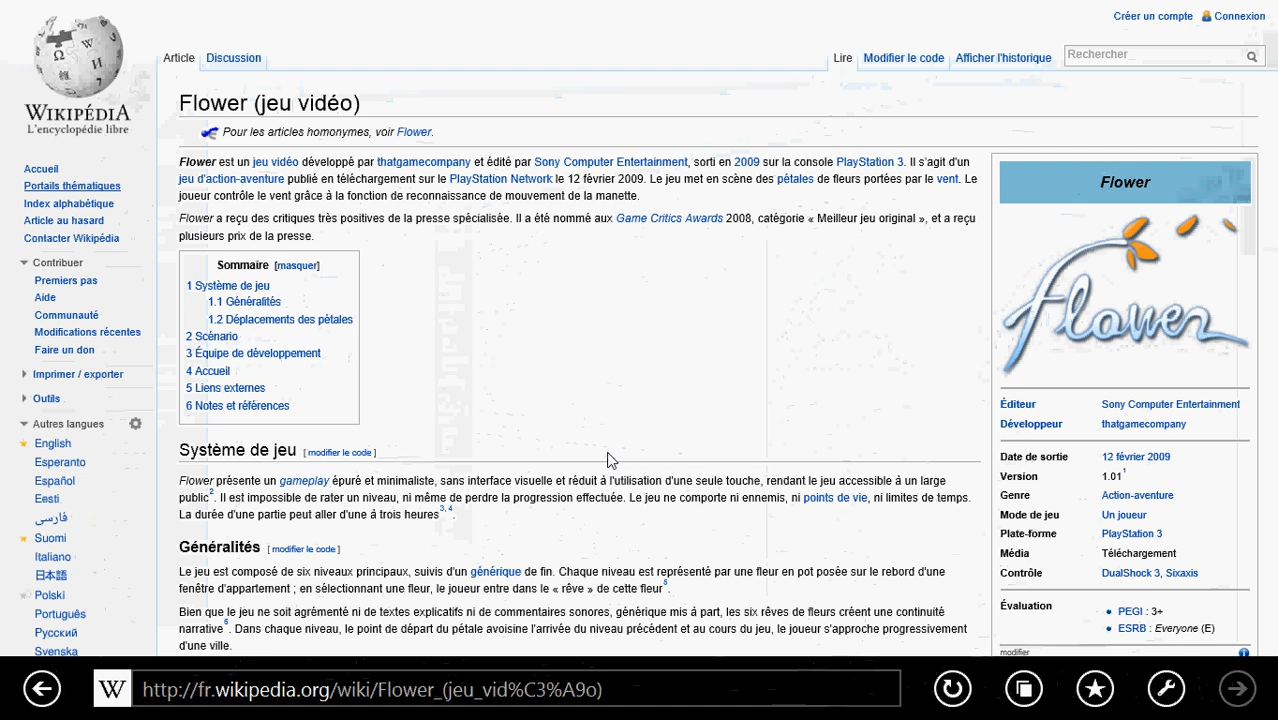 Créer un compte Connexion
Article Discussion Lire Modifier le code Afficher l'historique Rechercher
WIKIPÉDIA
L'encyclopédie libre
Accueil
Portails thématiques
Index alphabétique
Article au hasard
Contacter Wikipédia
Contribuer
Premiers pas
Aide
Communauté
Modifications récentes
Faire un don
Imprimer / exporter
Outils
Autres langues
English
Esperanto
Español
Eesti
فارسی
Suomi
Italiano
日本語
Polski
Português
Русский
Svenska
Flower (jeu vidéo)
Pour les articles homonymes, voir Flower.
Flower est un jeu vidéo développé par thatgamecompany et édité par Sony Computer Entertainment, sorti en 2009 sur la console PlayStation 3. Il s'agit d'un
jeu d'action-aventure publié en téléchargement sur le PlayStation Network le 12 février 2009. Le jeu met en scène des pétales de fleurs portées par le vent. Le
joueur contrôle le vent grâce à la fonction de reconnaissance de mouvement de la manette.
Flower a reçu des critiques très positives de la presse spécialisée. Il a été nommé aux Game Critics Awards 2008, catégorie « Meilleur jeu original », et a reçu
plusieurs prix de la presse.
Sommaire [masquer]
1 Système de jeu
1.1 Généralités
1.2 Déplacements des pétales
2 Scénario
3 Équipe de développement
4 Accueil
5 Liens externes
6 Notes et références
Système de jeu [ modifier le code ]
Flower présente un gameplay épuré et minimaliste, sans interface visuelle et réduit à l'utilisation d'une seule touche, rendant le jeu accessible à un large
public2. Il est impossible de rater un niveau, ni même de perdre la progression effectuée. Le jeu ne comporte ni ennemis, ni points de vie, ni limites de temps.
La durée d'une partie peut aller d'une à trois heures3, 4.
Généralités [ modifier le code ]
Le jeu est composé de six niveaux principaux, suivis d'un générique de fin. Chaque niveau est représenté par une fleur en pot posée sur le rebord d'une
fenêtre d'appartement ; en sélectionnant une fleur, le joueur entre dans le « rêve » de cette fleur5.
Bien que le jeu ne soit agrémenté ni de textes explicatifs ni de commentaires sonores, générique mis à part, les six rêves de fleurs créent une continuité
narrative6. Dans chaque niveau, le point de départ du pétale avoisine l'arrivée du niveau précédent et au cours du jeu, le joueur s'approche progressivement
d'une ville.
Flower
Flower
Éditeur Sony Computer Entertainment
Développeur thatgamecompany
Date de sortie 12 février 2009
Version 1.011
Genre Action-aventure
Mode de jeu Un joueur
Plate-forme PlayStation 3
Média Téléchargement
Contrôle DualShock 3, Sixaxis
Évaluation
PEGI : 3+
ESRB : Everyone (E)
modifier
W http://fr.wikipedia.org/wiki/Flower_(jeu_vid%C3%A9o)